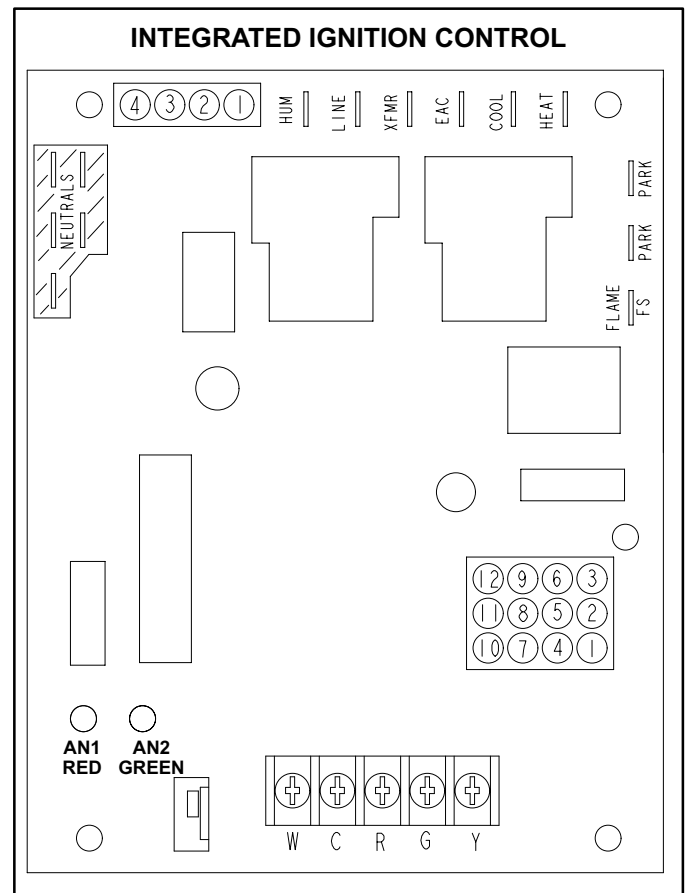 INTEGRATED IGNITION CONTROL
4 3 2 1
HUM
LINE
XFMR
EAC
COOL
HEAT
NEUTRALS
PARK
PARK
FLAME
FS
12 9 6 3
11 8 5 2
10 7 4 1
AN1 AN2
RED GREEN
W C R G Y